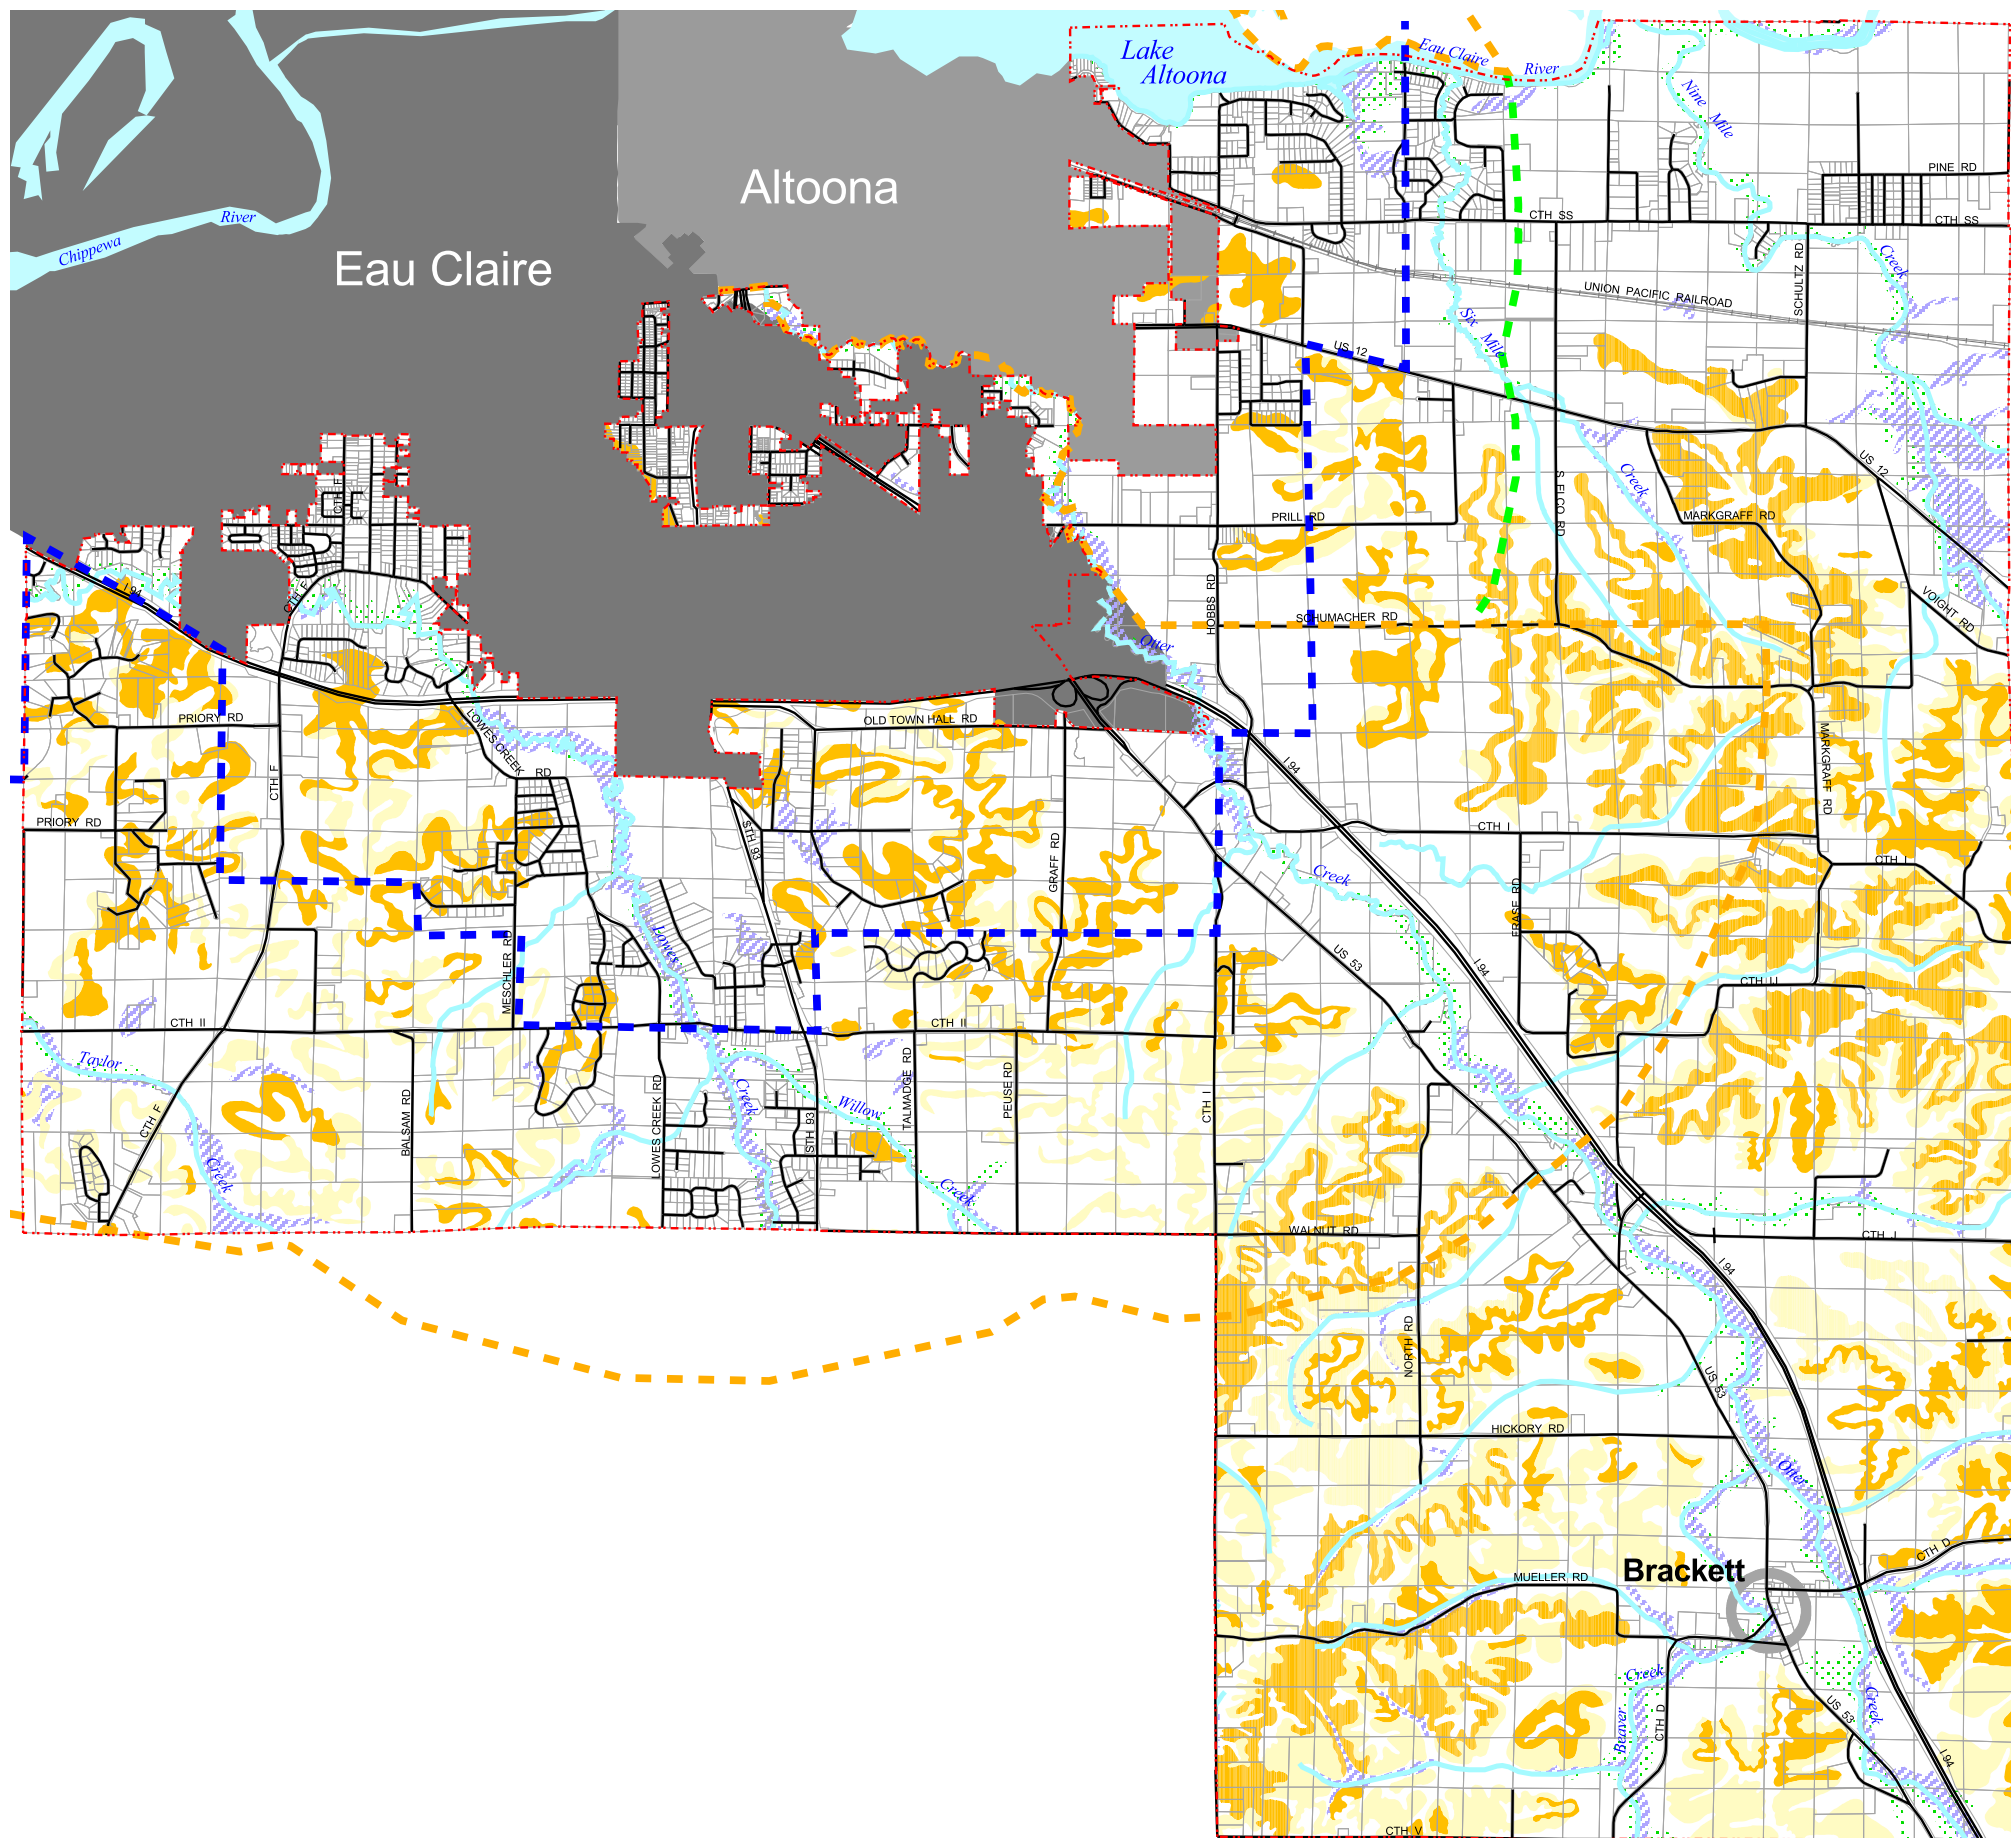 Lake
Altoona
Eau Claire
River
Nine
Mile
PINE RD
Altoona
CTH SS
CTH SS
River
Chippewa
Eau Claire
Creek
SCHULTZ RD
UNION PACIFIC RAILROAD
Six
Mile
US 12
US 12
Creek
CTH F
S ELCO RD
MARKGRAFF RD
PRILL RD
I 94
CTH F
HOBBS RD
VOIGHT RD
SCHUMACHER RD
Otter
PRIORY RD
OLD TOWN HALL RD
LOWES CREEK
RD
CTH F
I 94
MARKGRAFF RD
PRIORY RD
STH 93
CTH I
GRAFF RD
CTH I
Creek
FRASE RD
Lowes
MESCHLER RD
US 53
I 94
CTH JJ
CTH II
CTH II
Taylor
TALMADGE RD
PEUSE RD
CTH I
Creek
Willow
CTH F
BALSAM RD
LOWES CREEK RD
STH 93
Creek
Creek
WALNUT RD
CTH J
I 94
NORTH RD
US 53
HICKORY RD
Otter
CTH D
Brackett
MUELLER RD
Creek
Beaver
CTH D
Creek
US 53
I 94
CTH V